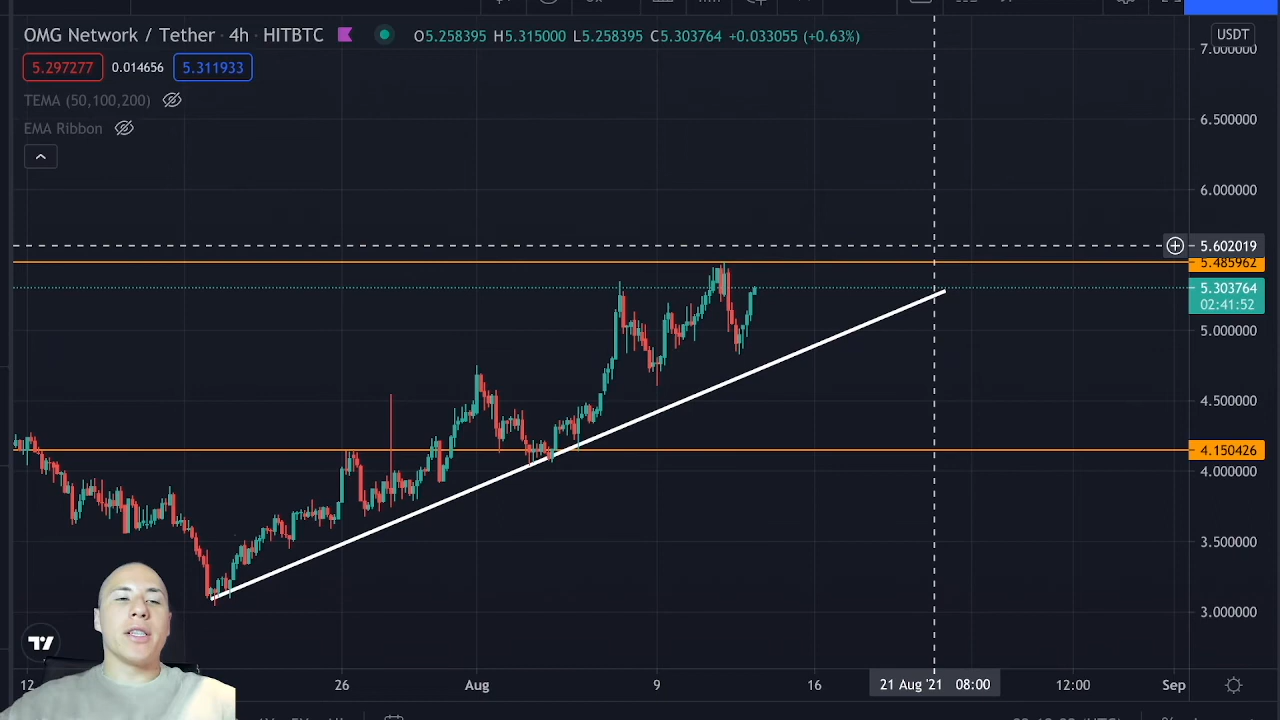 OMG Network / Tether · 4h · HITBTC O5.258395 H5.315000 L5.258395 C5.303764 +0.033055 (+0.63%)
USDT
5.297277 0.014656 5.311933
TEMA (50,100,200)
EMA Ribbon
7.000000
6.500000
6.000000
5.602019
5.485962
5.303764
02:41:52
5.000000
4.500000
4.150426
4.000000
3.500000
3.000000
12 26 Aug 9 16 21 Aug '21 08:00 12:00 Sep